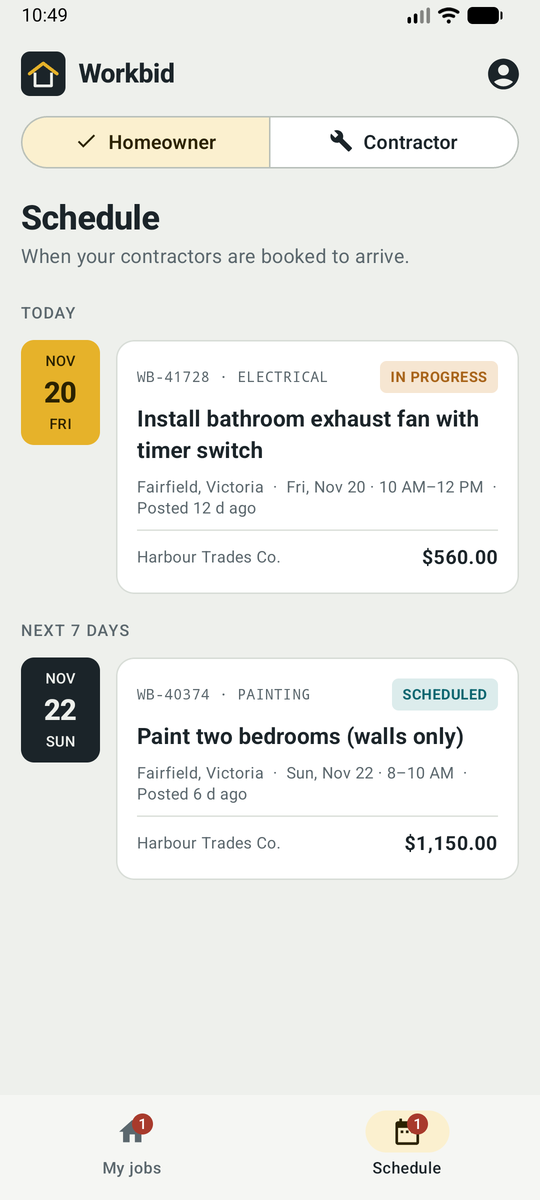 10:49
Workbid
Homeowner
Contractor
Schedule
When your contractors are booked to arrive.
TODAY
NOV
20
FRI
WB-41728 · ELECTRICAL
IN PROGRESS
Install bathroom exhaust fan with
timer switch
Fairfield, Victoria · Fri, Nov 20 · 10 AM–12 PM ·
Posted 12 d ago
Harbour Trades Co.
$560.00
NEXT 7 DAYS
NOV
22
SUN
WB-40374 · PAINTING
SCHEDULED
Paint two bedrooms (walls only)
Fairfield, Victoria · Sun, Nov 22 · 8–10 AM ·
Posted 6 d ago
Harbour Trades Co.
$1,150.00
1
My jobs
1
Schedule